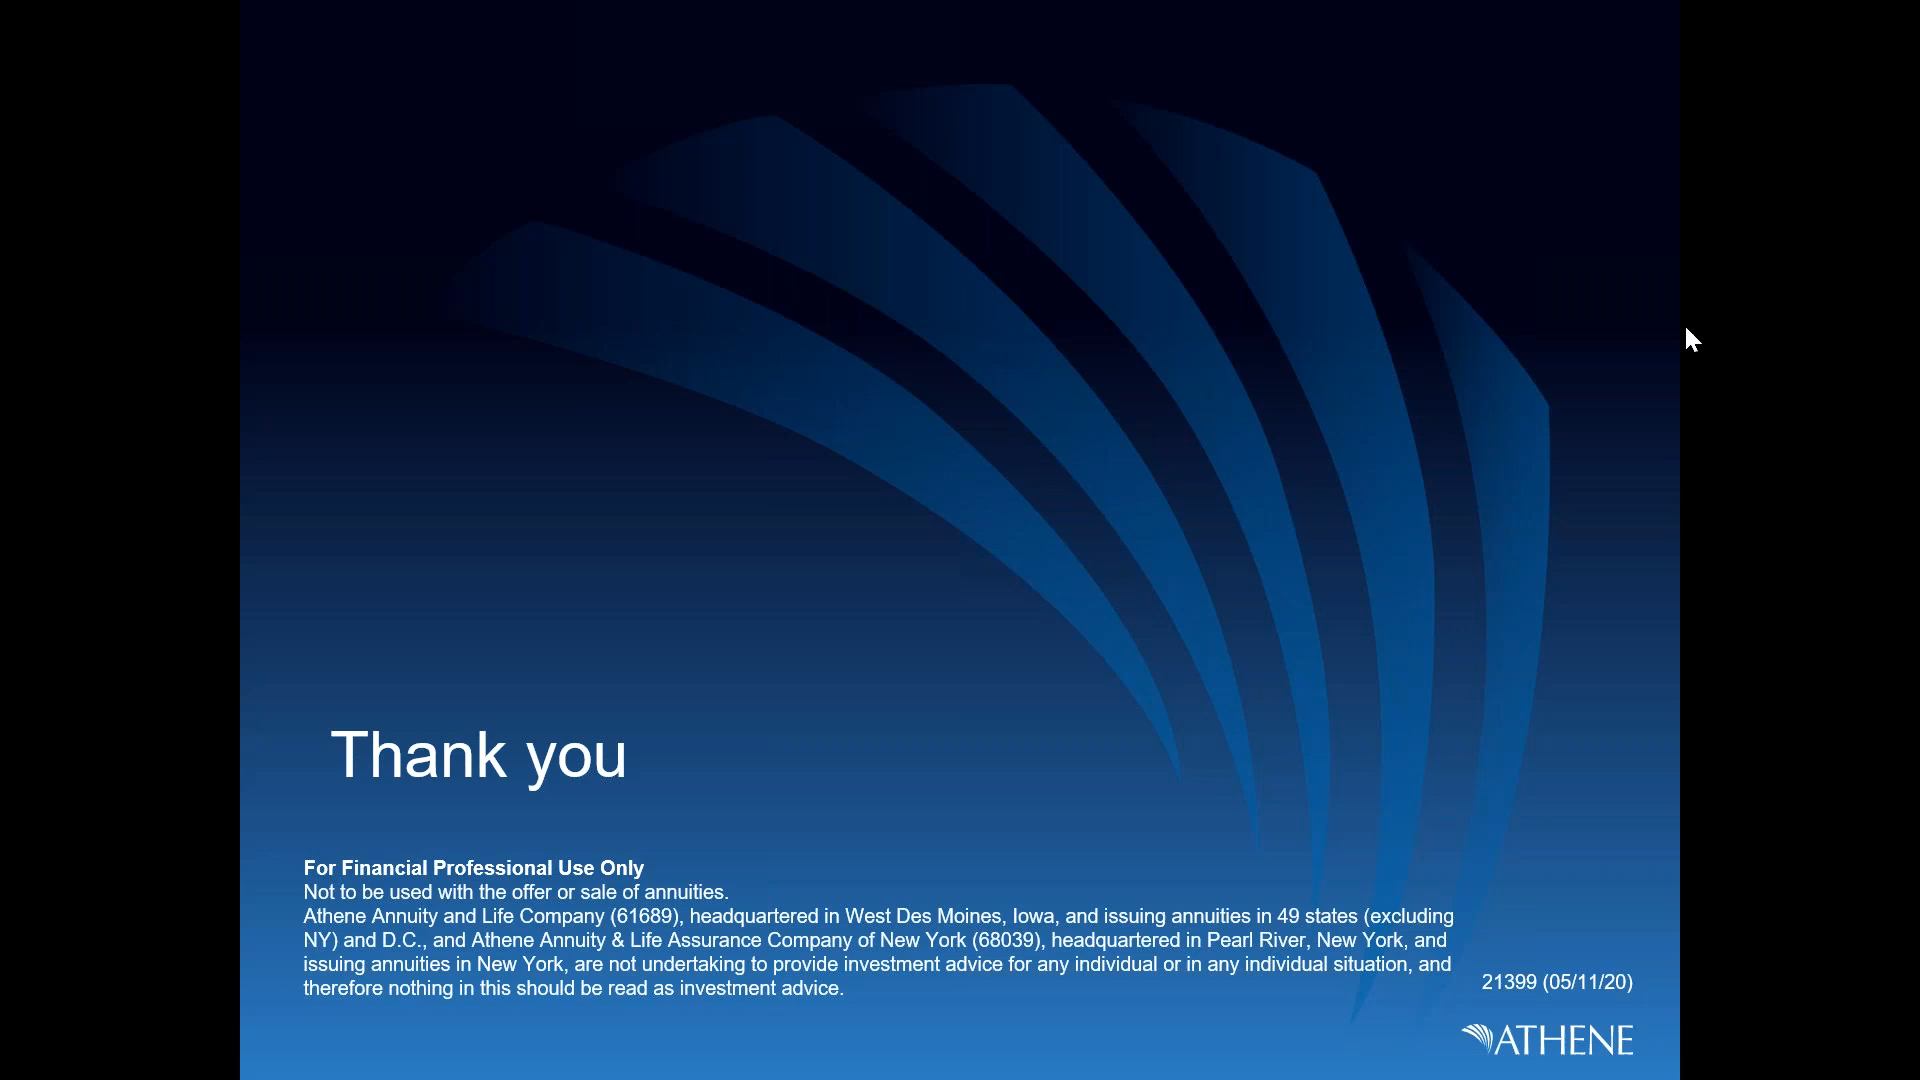 Thank you
For Financial Professional Use Only
Not to be used with the offer or sale of annuities.
Athene Annuity and Life Company (61689), headquartered in West Des Moines, Iowa, and issuing annuities in 49 states (excluding
NY) and D.C., and Athene Annuity & Life Assurance Company of New York (68039), headquartered in Pearl River, New York, and
issuing annuities in New York, are not undertaking to provide investment advice for any individual or in any individual situation, and
therefore nothing in this should be read as investment advice.
21399 (05/11/20)
ATHENE